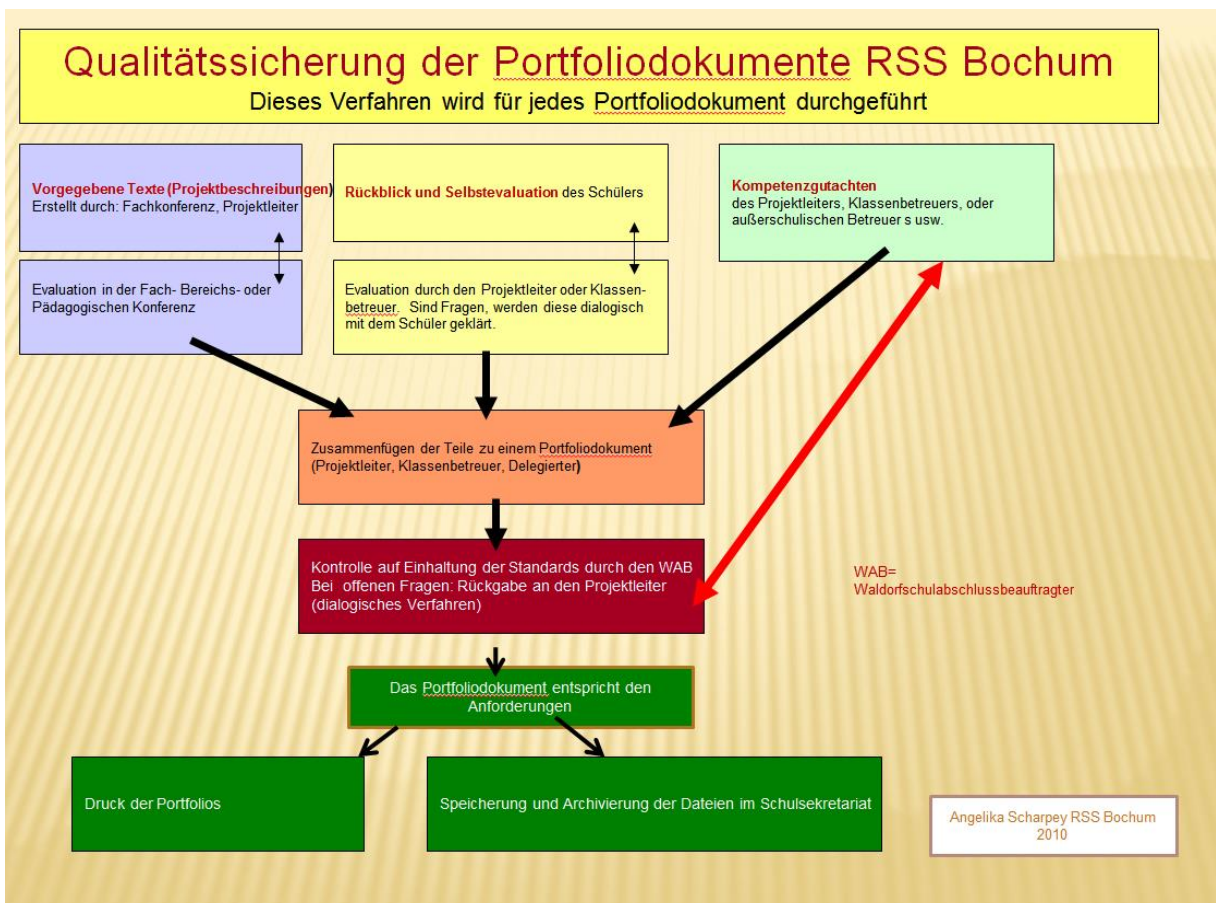 Qualitätssicherung der Portfoliodokumente RSS Bochum
Dieses Verfahren wird für jedes Portfoliodokument durchgeführt
Vorgegebene Texte (Projektbeschreibungen)
Erstellt durch: Fachkonferenz, Projektleiter
Rückblick und Selbstevaluation des Schülers
Kompetenzgutachten
des Projektleiters, Klassenbetreuers, oder
außerschulischen Betreuer s usw.
Evaluation in der Fach- Bereichs- oder
Pädagogischen Konferenz
Evaluation durch den Projektleiter oder Klassen-
betreuer. Sind Fragen, werden diese dialogisch
mit dem Schüler geklärt.
Zusammenfügen der Teile zu einem Portfoliodokument
(Projektleiter, Klassenbetreuer, Delegierter)
Kontrolle auf Einhaltung der Standards durch den WAB
Bei offenen Fragen: Rückgabe an den Projektleiter
(dialogisches Verfahren)
WAB=
Waldorfschulabschlussbeauftragter
Das Portfoliodokument entspricht den
Anforderungen
Druck der Portfolios
Speicherung und Archivierung der Dateien im Schulsekretariat
Angelika Scharpey RSS Bochum
2010